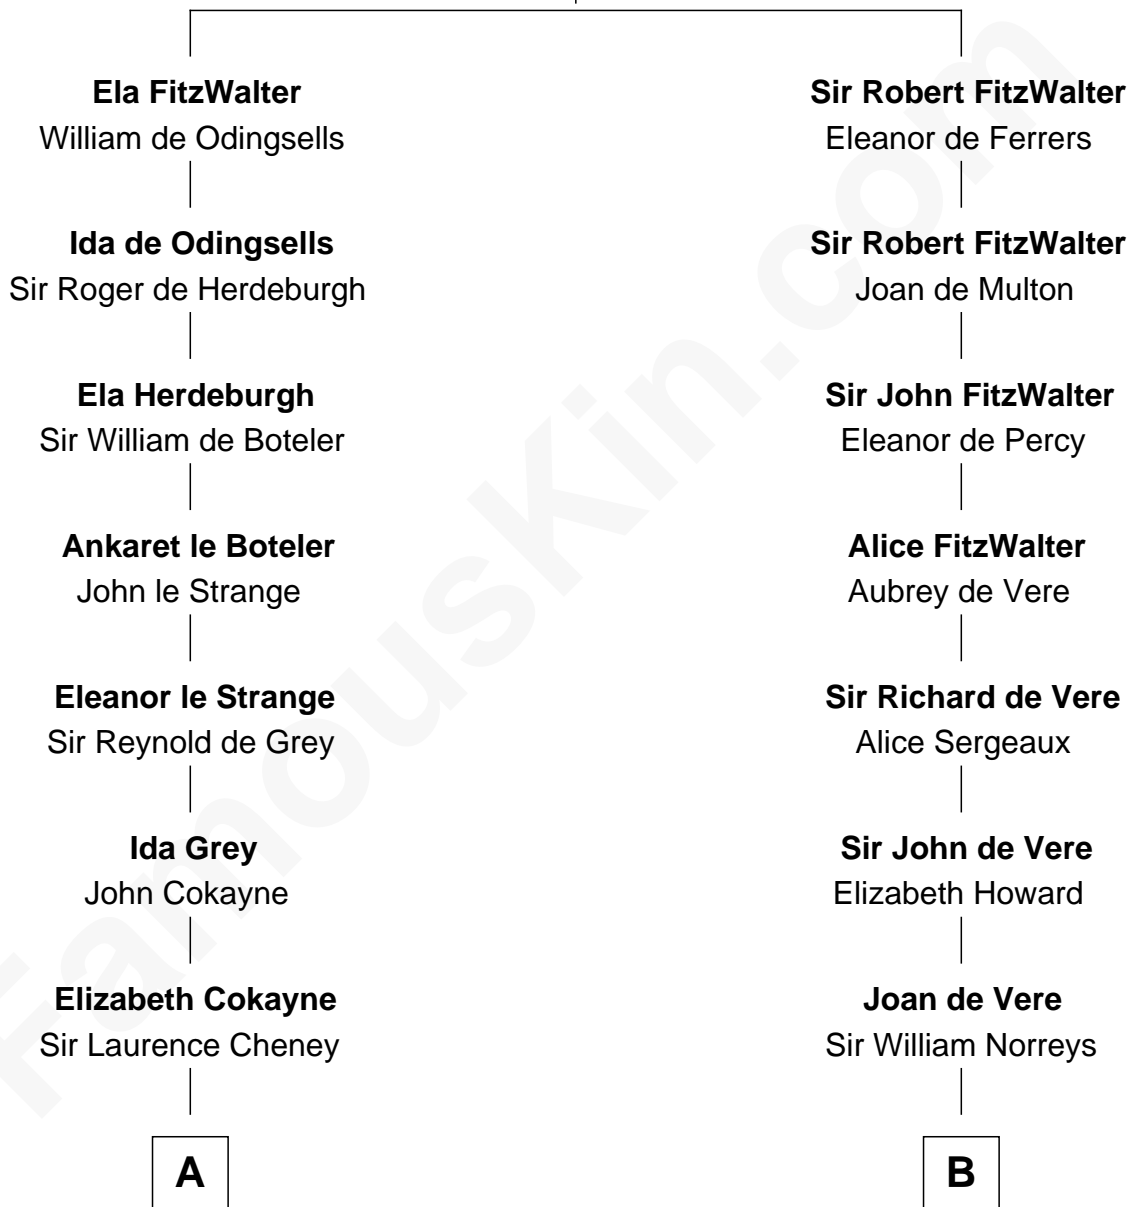 Ela FitzWalter
William de Odingsells
Ida de Odingsells
Sir Roger de Herdeburgh
Ela Herdeburgh
Sir William de Boteler
Ankaret le Boteler
John le Strange
Eleanor le Strange
Sir Reynold de Grey
Ida Grey
John Cokayne
Elizabeth Cokayne
Sir Laurence Cheney
A
Sir Robert FitzWalter
Eleanor de Ferrers
Sir Robert FitzWalter
Joan de Multon
Sir John FitzWalter
Eleanor de Percy
Alice FitzWalter
Aubrey de Vere
Sir Richard de Vere
Alice Sergeaux
Sir John de Vere
Elizabeth Howard
Joan de Vere
Sir William Norreys
B
FamousKin.com